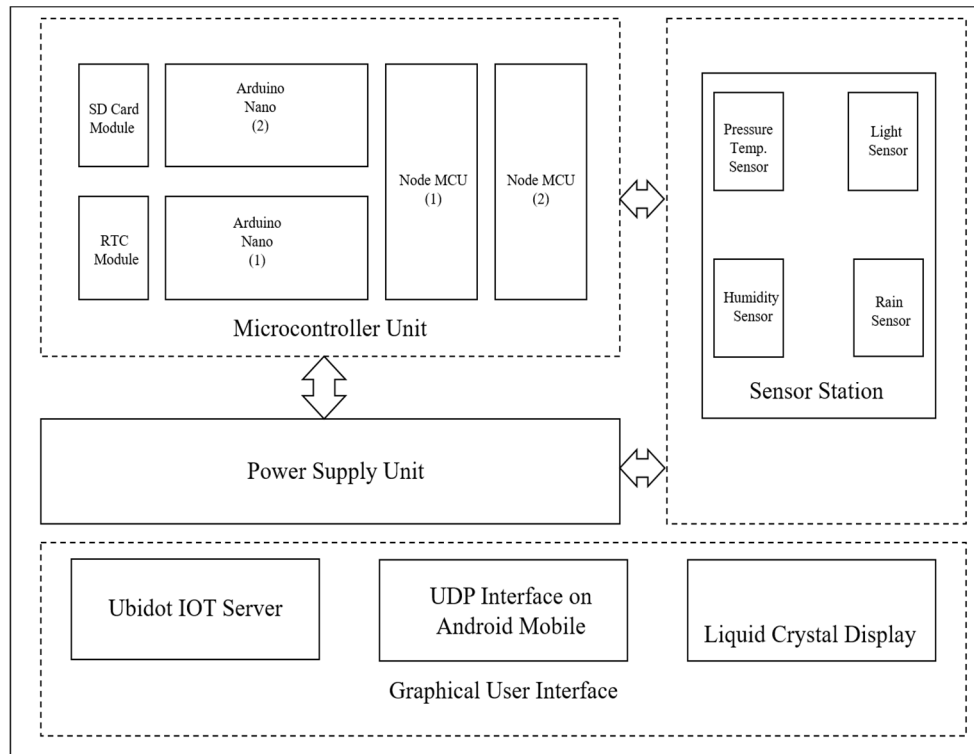 SD Card
Module
Arduino
Nano
(2)
RTC
Module
Arduino
Nano
(1)
Node MCU
(1)
Node MCU
(2)
Microcontroller Unit
Pressure
Temp.
Sensor
Light
Sensor
Humidity
Sensor
Rain
Sensor
Sensor Station
Power Supply Unit
Ubidot IOT Server
UDP Interface on
Android Mobile
Liquid Crystal Display
Graphical User Interface